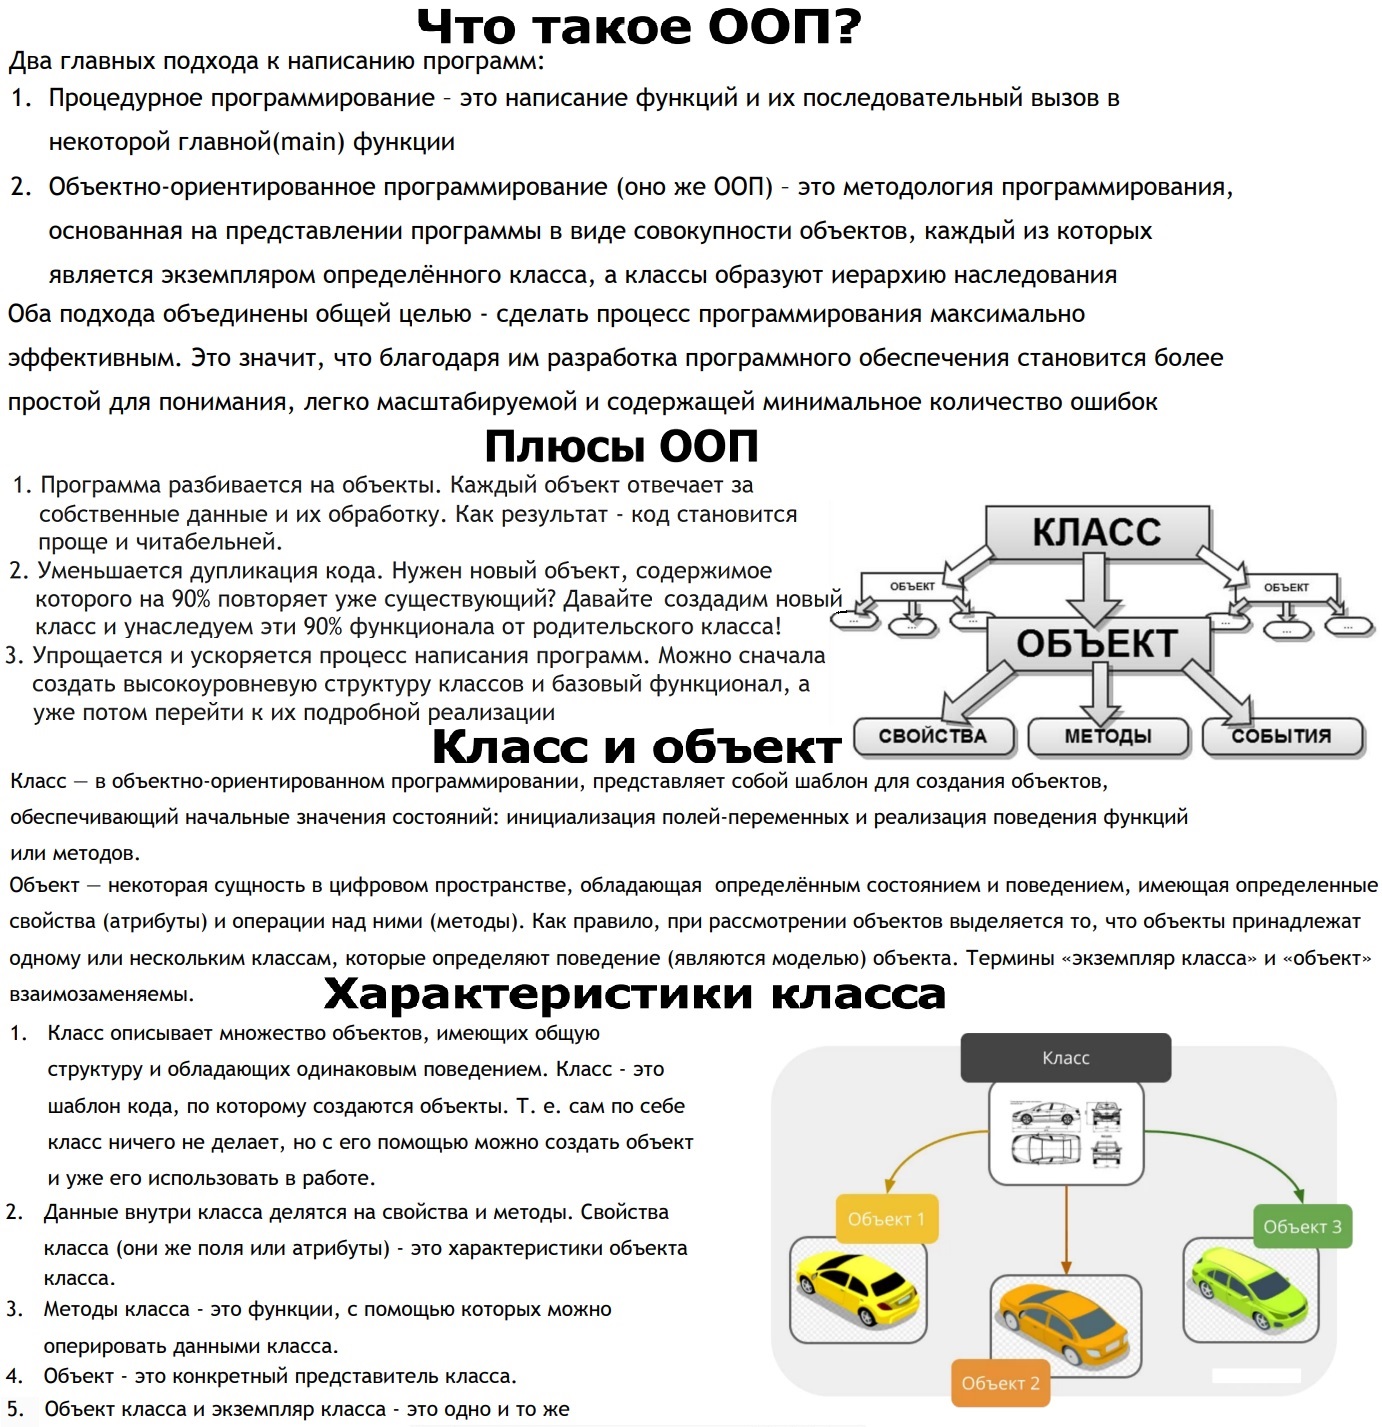 Что такое ООП?
Два главных подхода к написанию программ:
1. Процедурное программирование – это написание функций и их последовательный вызов в
некоторой главной(main) функции
2. Объектно-ориентированное программирование (оно же ООП) – это методология программирования,
основанная на представлении программы в виде совокупности объектов, каждый из которых
является экземпляром определённого класса, а классы образуют иерархию наследования
Оба подхода объединены общей целью - сделать процесс программирования максимально
эффективным. Это значит, что благодаря им разработка программного обеспечения становится более
простой для понимания, легко масштабируемой и содержащей минимальное количество ошибок
Плюсы ООП
1. Программа разбивается на объекты. Каждый объект отвечает за
собственные данные и их обработку. Как результат - код становится
проще и читабельней.
2. Уменьшается дупликация кода. Нужен новый объект, содержимое
которого на 90% повторяет уже существующий? Давайте создадим новый
класс и унаследуем эти 90% функционала от родительского класса!
3. Упрощается и ускоряется процесс написания программ. Можно сначала
создать высокоуровневую структуру классов и базовый функционал, а
уже потом перейти к их подробной реализации
КЛАСС
ОБЪЕКТ
ОБЪЕКТ
...
...
...
...
...
...
ОБЪЕКТ
СВОЙСТВА
МЕТОДЫ
СОБЫТИЯ
Класс и объект
Класс — в объектно-ориентированном программировании, представляет собой шаблон для создания объектов,
обеспечивающий начальные значения состояний: инициализация полей-переменных и реализация поведения функций
или методов.
Объект — некоторая сущность в цифровом пространстве, обладающая определённым состоянием и поведением, имеющая определенные
свойства (атрибуты) и операции над ними (методы). Как правило, при рассмотрении объектов выделяется то, что объекты принадлежат
одному или нескольким классам, которые определяют поведение (являются моделью) объекта. Термины «экземпляр класса» и «объект»
взаимозаменяемы.
Характеристики класса
1. Класс описывает множество объектов, имеющих общую
структуру и обладающих одинаковым поведением. Класс - это
шаблон кода, по которому создаются объекты. Т. е. сам по себе
класс ничего не делает, но с его помощью можно создать объект
и уже его использовать в работе.
2. Данные внутри класса делятся на свойства и методы. Свойства
класса (они же поля или атрибуты) - это характеристики объекта
класса.
3. Методы класса - это функции, с помощью которых можно
оперировать данными класса.
4. Объект - это конкретный представитель класса.
5. Объект класса и экземпляр класса - это одно и то же
Класс
Объект 1
Объект 3
Объект 2